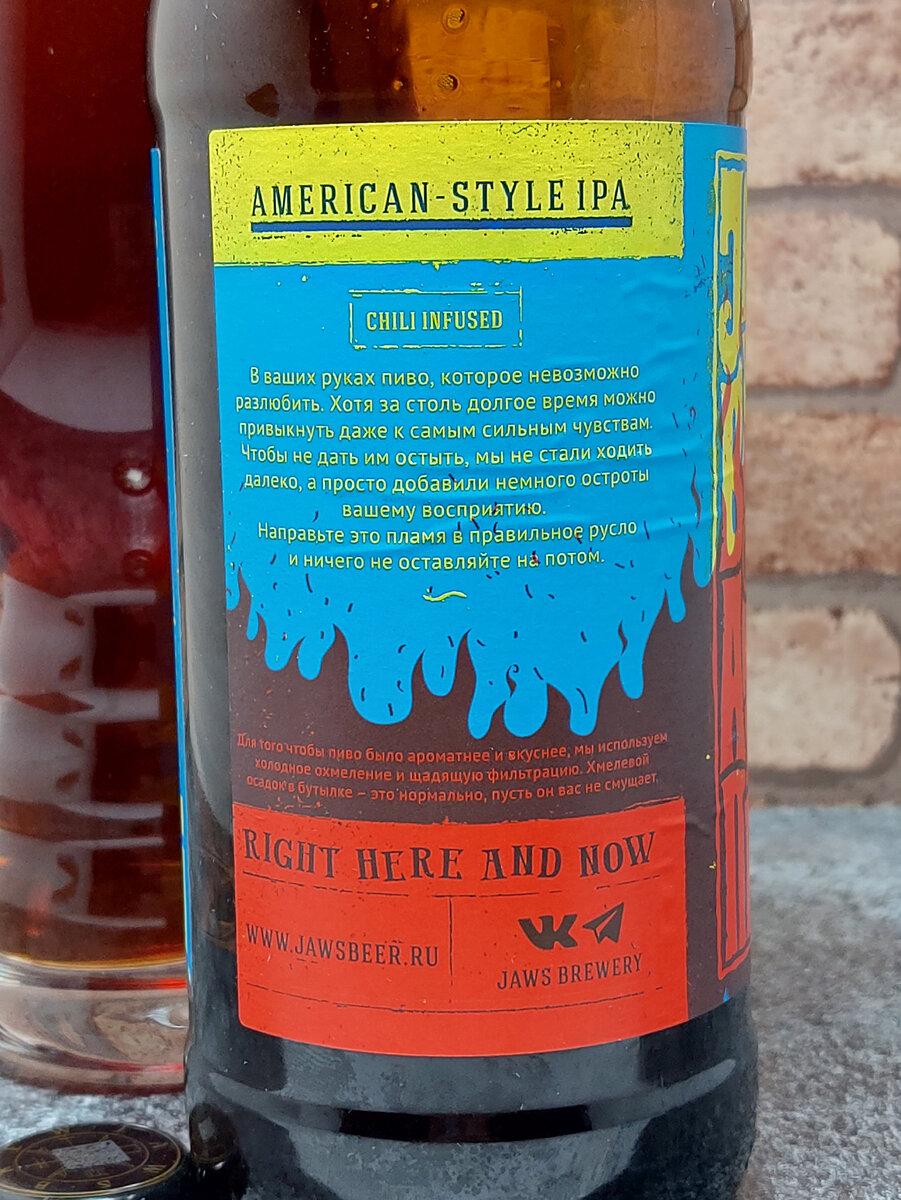 AMERICAN-STYLE IPA
CHILI INFUSED
В ваших руках пиво, которое невозможно
разлюбить. Хотя за столь долгое время можно
привыкнуть даже к самым сильным чувствам.
Чтобы не дать им остыть, мы не стали ходить
далеко, а просто добавили немного остроты
вашему восприятию.
Направьте это пламя в правильное русло
и ничего не оставляйте на потом.
Для того чтобы пиво было ароматнее и вкуснее, мы используем
холодное охмеление и щадящую фильтрацию. Хмелевой
осадок в бутылке – это нормально, пусть он вас не смущает.
RIGHT HERE AND NOW
WWW.JAWSBEER.RU
VK
JAWS BREWERY